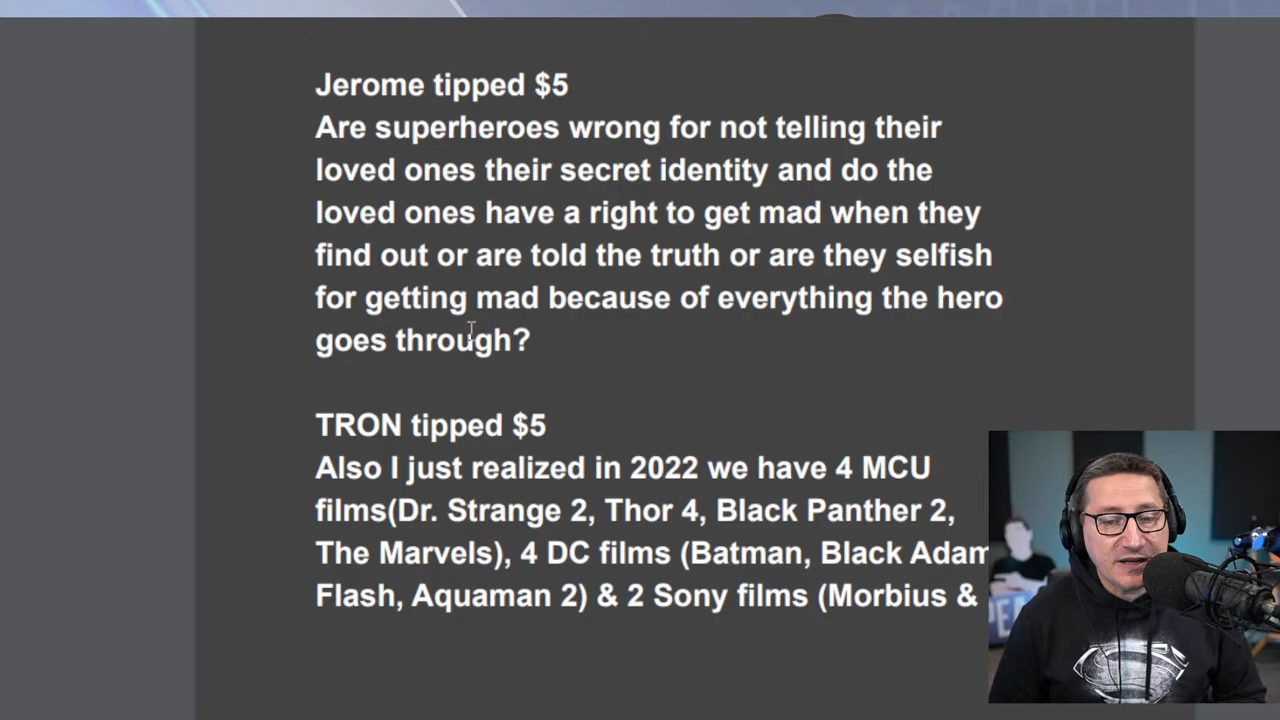 Jerome tipped $5
Are superheroes wrong for not telling their
loved ones their secret identity and do the
loved ones have a right to get mad when they
find out or are told the truth or are they selfish
for getting mad because of everything the hero
goes through?
TRON tipped $5
Also I just realized in 2022 we have 4 MCU
films(Dr. Strange 2, Thor 4, Black Panther 2,
The Marvels), 4 DC films (Batman, Black Adam
Flash, Aquaman 2) & 2 Sony films (Morbius &